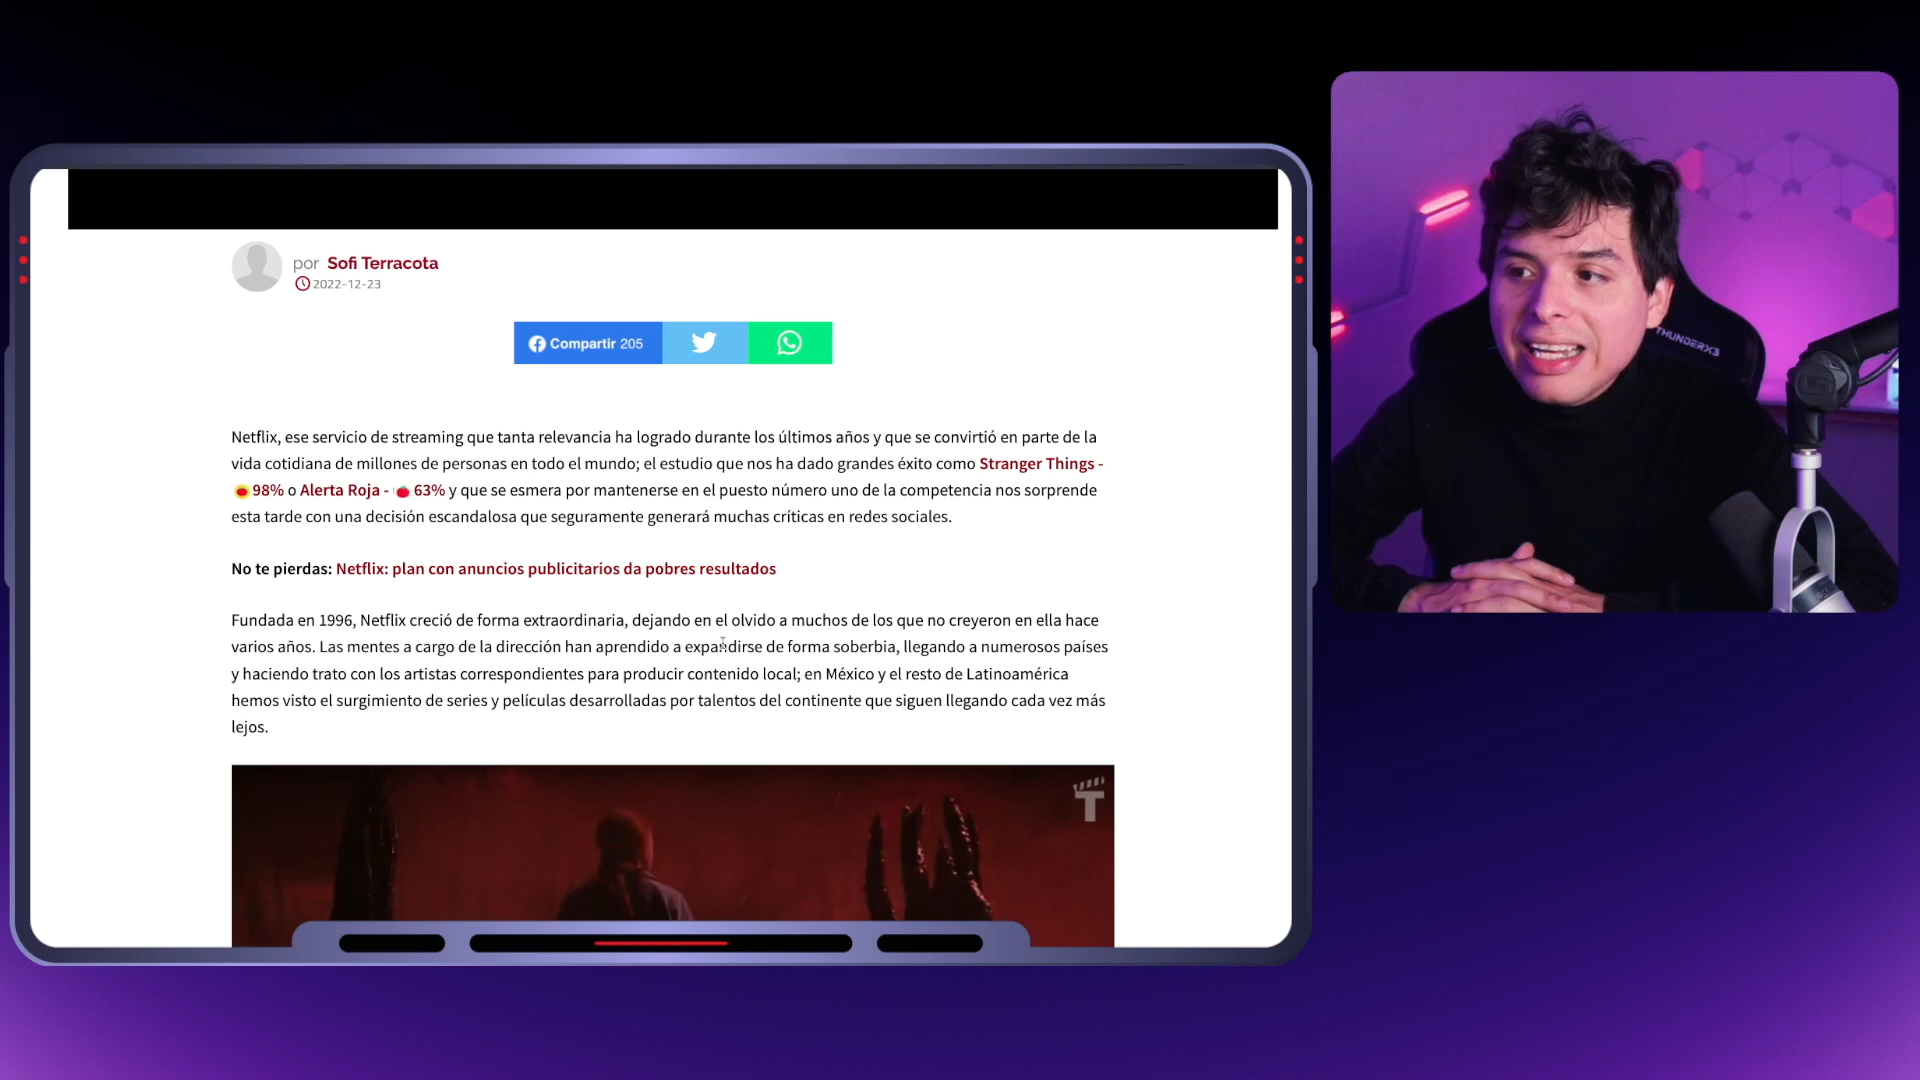 por Sofi Terracota
2022-12-23
Compartir 205
Netflix, ese servicio de streaming que tanta relevancia ha logrado durante los últimos años y que se convirtió en parte de la
vida cotidiana de millones de personas en todo el mundo; el estudio que nos ha dado grandes éxito como Stranger Things -
98% o Alerta Roja - 63% y que se esmera por mantenerse en el puesto número uno de la competencia nos sorprende
esta tarde con una decisión escandalosa que seguramente generará muchas críticas en redes sociales.
No te pierdas: Netflix: plan con anuncios publicitarios da pobres resultados
Fundada en 1996, Netflix creció de forma extraordinaria, dejando en el olvido a muchos de los que no creyeron en ella hace
varios años. Las mentes a cargo de la dirección han aprendido a expandirse de forma soberbia, llegando a numerosos países
y haciendo trato con los artistas correspondientes para producir contenido local; en México y el resto de Latinoamérica
hemos visto el surgimiento de series y películas desarrolladas por talentos del continente que siguen llegando cada vez más
lejos.
T
THUNDERX3